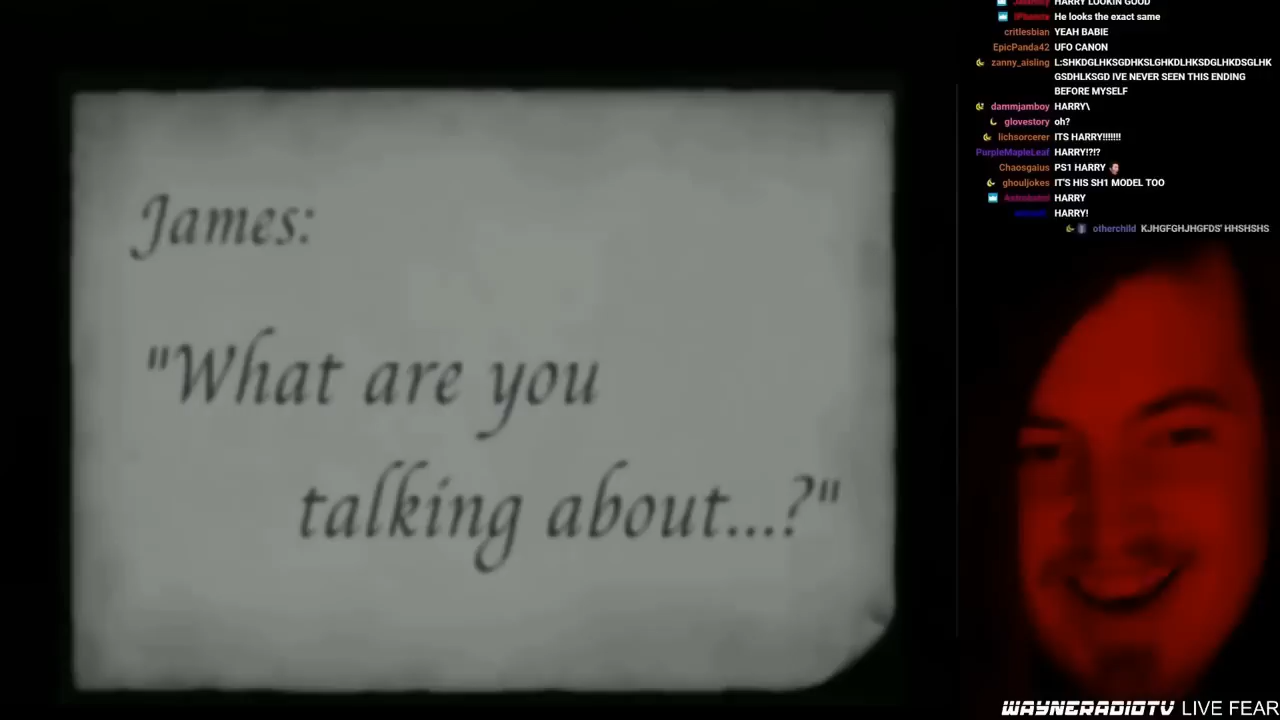 James:
"What are you
talking about...?"
HARRY LOOKIN GOOD
He looks the exact same
critlesbian YEAH BABIE
EpicPanda42 UFO CANON
zanny_aisling L:SHKDGLHKSGDHKSLGHKDLHKSDGLHKDSGLHK
GSDHLKSGD IVE NEVER SEEN THIS ENDING
BEFORE MYSELF
dammjamboy HARRY\
glovestory oh?
lichsorcerer ITS HARRY!!!!!!!
PurpleMapleLeaf HARRY!?!?
Chaosgaius PS1 HARRY
ghouljokes IT'S HIS SH1 MODEL TOO
HARRY
HARRY!
otherchild KJHGFGHJHGFDS' HHSHSHS
WAYNERADIOTV LIVE FEAR